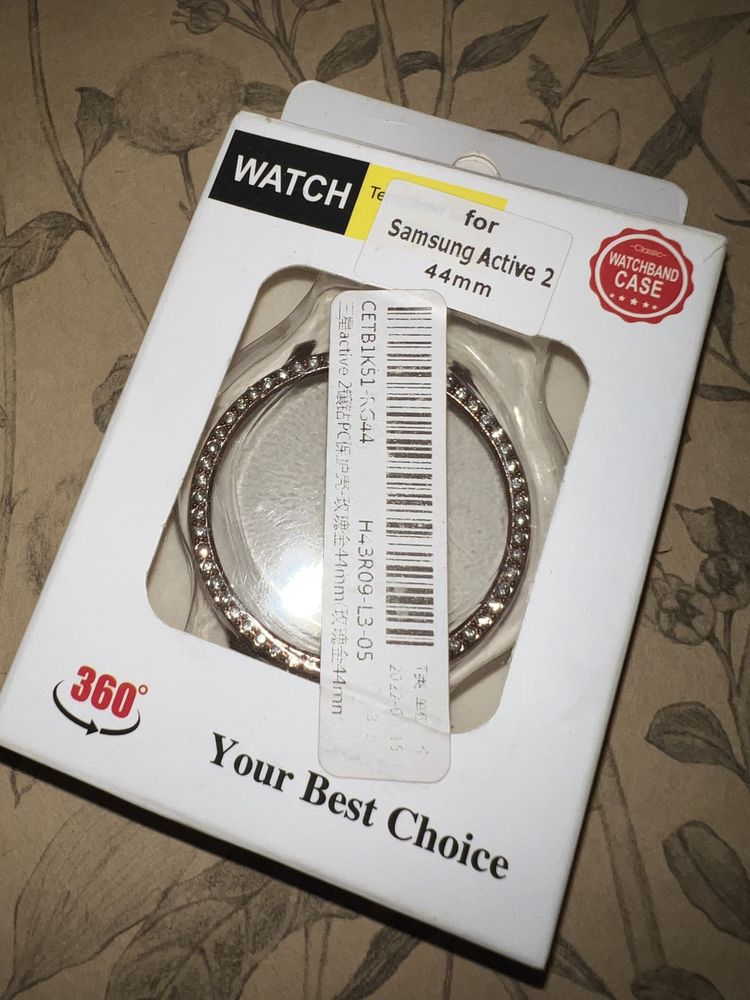 WATCH
for
Samsung Active 2
44mm
Classic
WATCHBAND
CASE
CETB1K51-RG44
H43R09-L3-05
三星active 2镶钻PC保护壳-玫瑰金44mm(玫瑰金44mm
360°
Your Best Choice